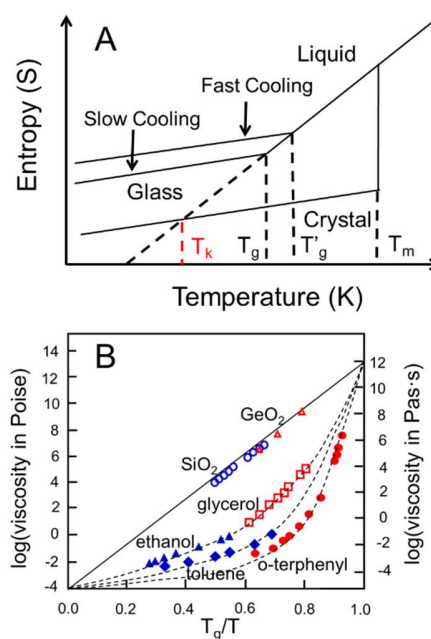 A
Entropy (S)
Liquid
Fast Cooling
Slow Cooling
Glass
Crystal
Tk
Tg
T'g
Tm
Temperature (K)
B
log(viscosity in Poise)
14
12
10
8
6
4
2
0
-2
-4
GeO2
SiO2
glycerol
ethanol
toluene
o-terphenyl
12
10
8
6
4
2
0
-2
-4
log(viscosity in Pas·s)
0.0 0.2 0.4 0.6 0.8 1.0
Tg/T